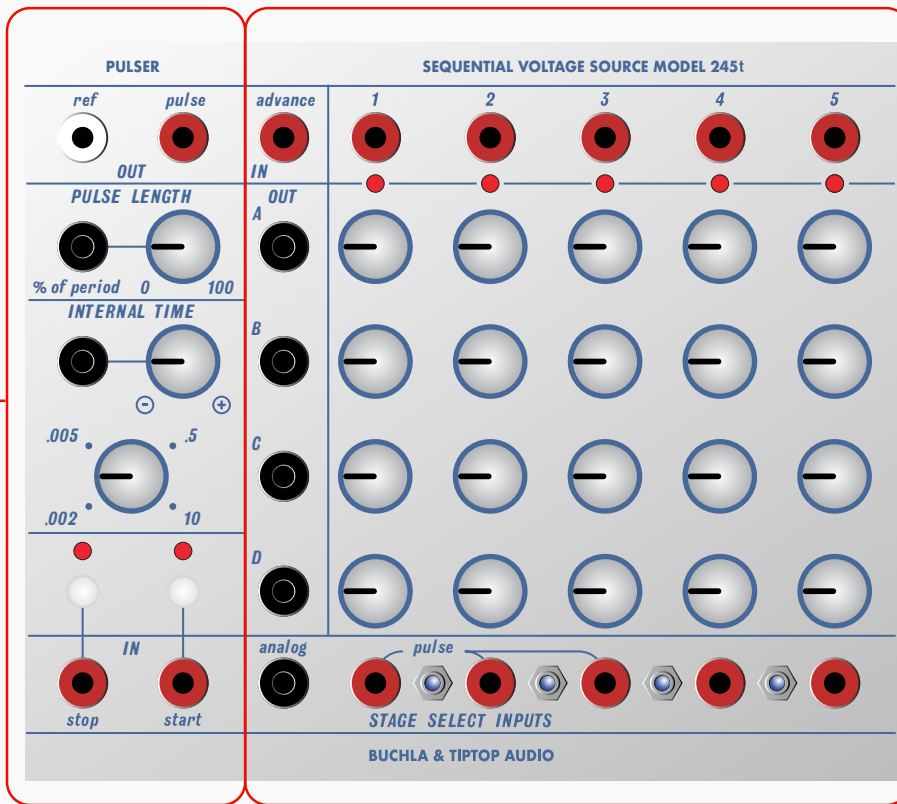 PULSER
SEQUENTIAL VOLTAGE SOURCE MODEL 245t
ref pulse advance 1 2 3 4 5
OUT IN
PULSE LENGTH OUT
A
% of period 0 100
INTERNAL TIME
B
- +
.005 .5
C
.002 10
D
IN analog pulse
stop start STAGE SELECT INPUTS
BUCHLA & TIPTOP AUDIO